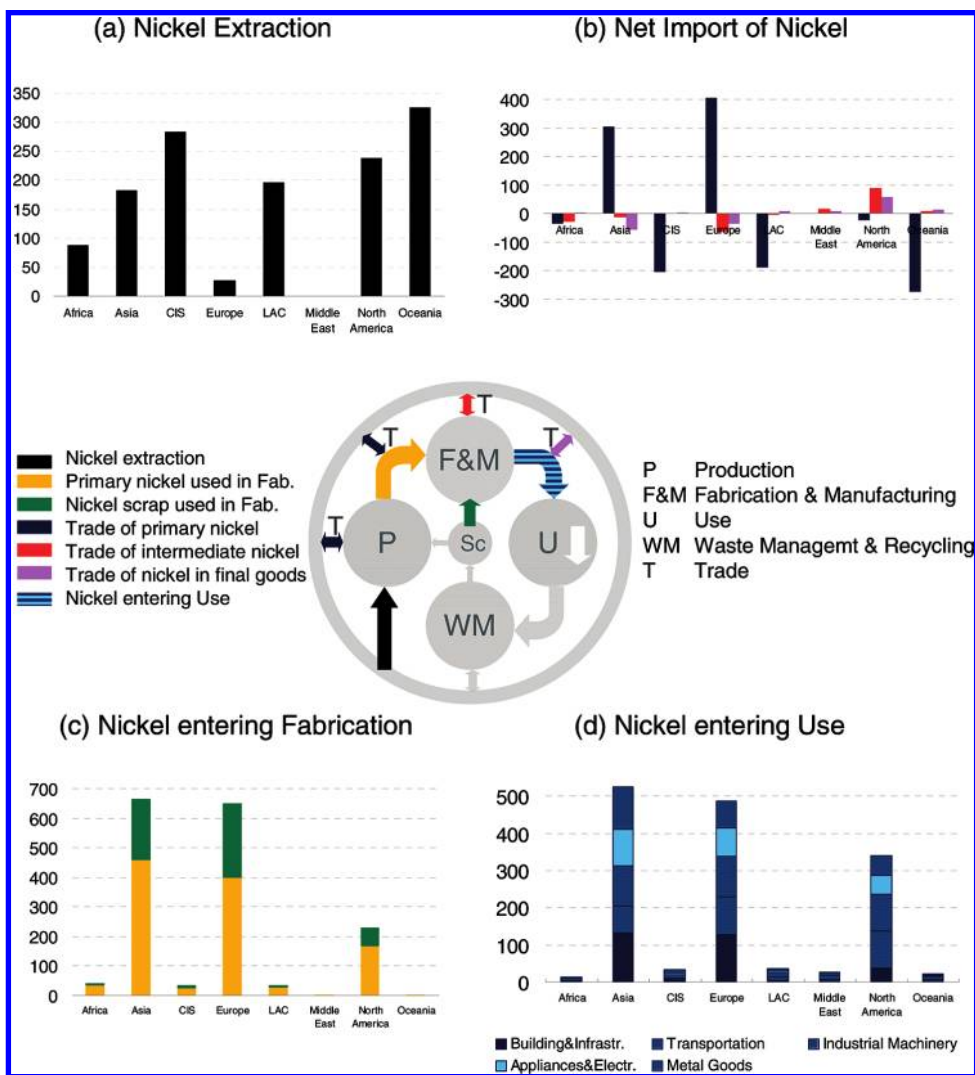 (a) Nickel Extraction
350
300
250
200
150
100
50
0
Africa Asia CIS Europe LAC Middle East North America Oceania
(b) Net Import of Nickel
400
300
200
100
0
-100
-200
-300
Africa Asia CIS Europe LAC Middle East North America Oceania
Nickel extraction
Primary nickel used in Fab.
Nickel scrap used in Fab.
Trade of primary nickel
Trade of intermediate nickel
Trade of nickel in final goods
Nickel entering Use
T
T
T
T
F&M
P
Sc
U
WM
P Production
F&M Fabrication & Manufacturing
U Use
WM Waste Managemt & Recycling
T Trade
(c) Nickel entering Fabrication
700
600
500
400
300
200
100
0
Africa Asia CIS Europe LAC Middle East North America Oceania
(d) Nickel entering Use
500
400
300
200
100
0
Africa Asia CIS Europe LAC Middle East North America Oceania
Building&Infrastr. Transportation Industrial Machinery
Appliances&Electr. Metal Goods